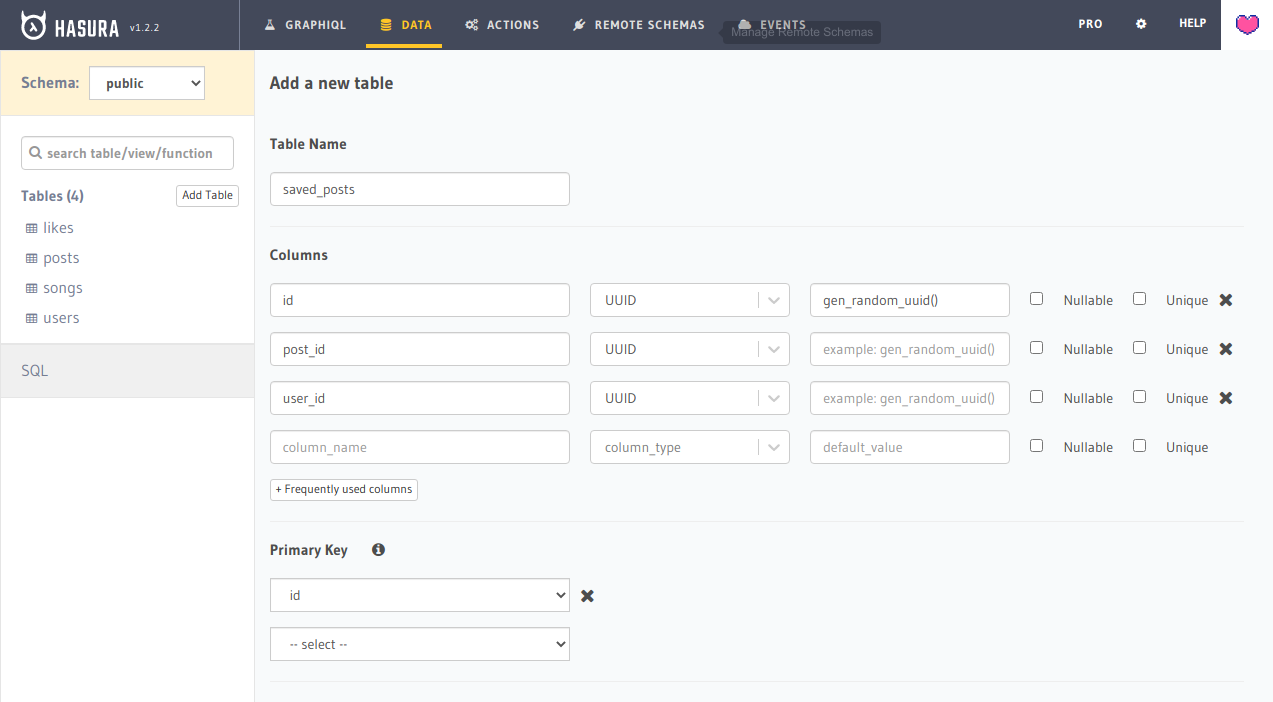 HASURA v1.2.2 GRAPHIQL DATA ACTIONS REMOTE SCHEMAS EVENTS PRO HELP
Manage Remote Schemas
Schema: public
search table/view/function
Tables (4) Add Table
likes
posts
songs
users
SQL
Add a new table
Table Name
saved_posts
Columns
id UUID gen_random_uuid() Nullable Unique
post_id UUID example: gen_random_uuid() Nullable Unique
user_id UUID example: gen_random_uuid() Nullable Unique
column_name column_type default_value Nullable Unique
+ Frequently used columns
Primary Key
id
-- select --